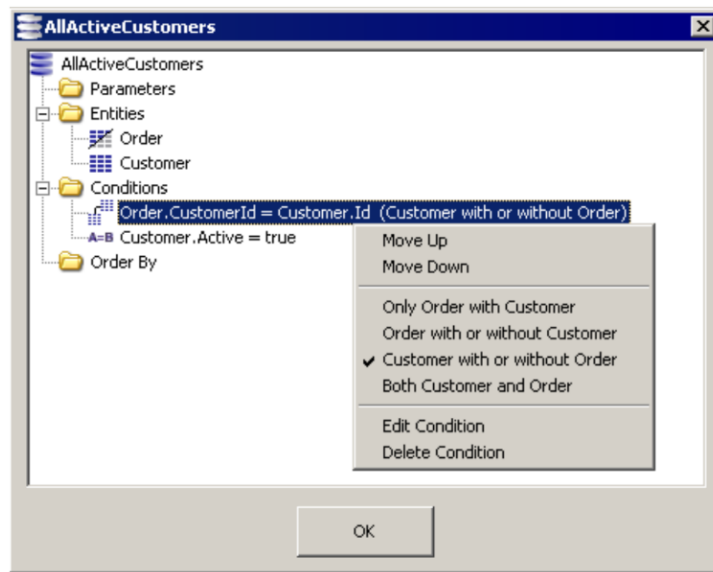 AllActiveCustomers
AllActiveCustomers
Parameters
Entities
Order
Customer
Conditions
Order.CustomerId = Customer.Id (Customer with or without Order)
A=B Customer.Active = true
Order By
Move Up
Move Down
Only Order with Customer
Order with or without Customer
Customer with or without Order
Both Customer and Order
Edit Condition
Delete Condition
OK